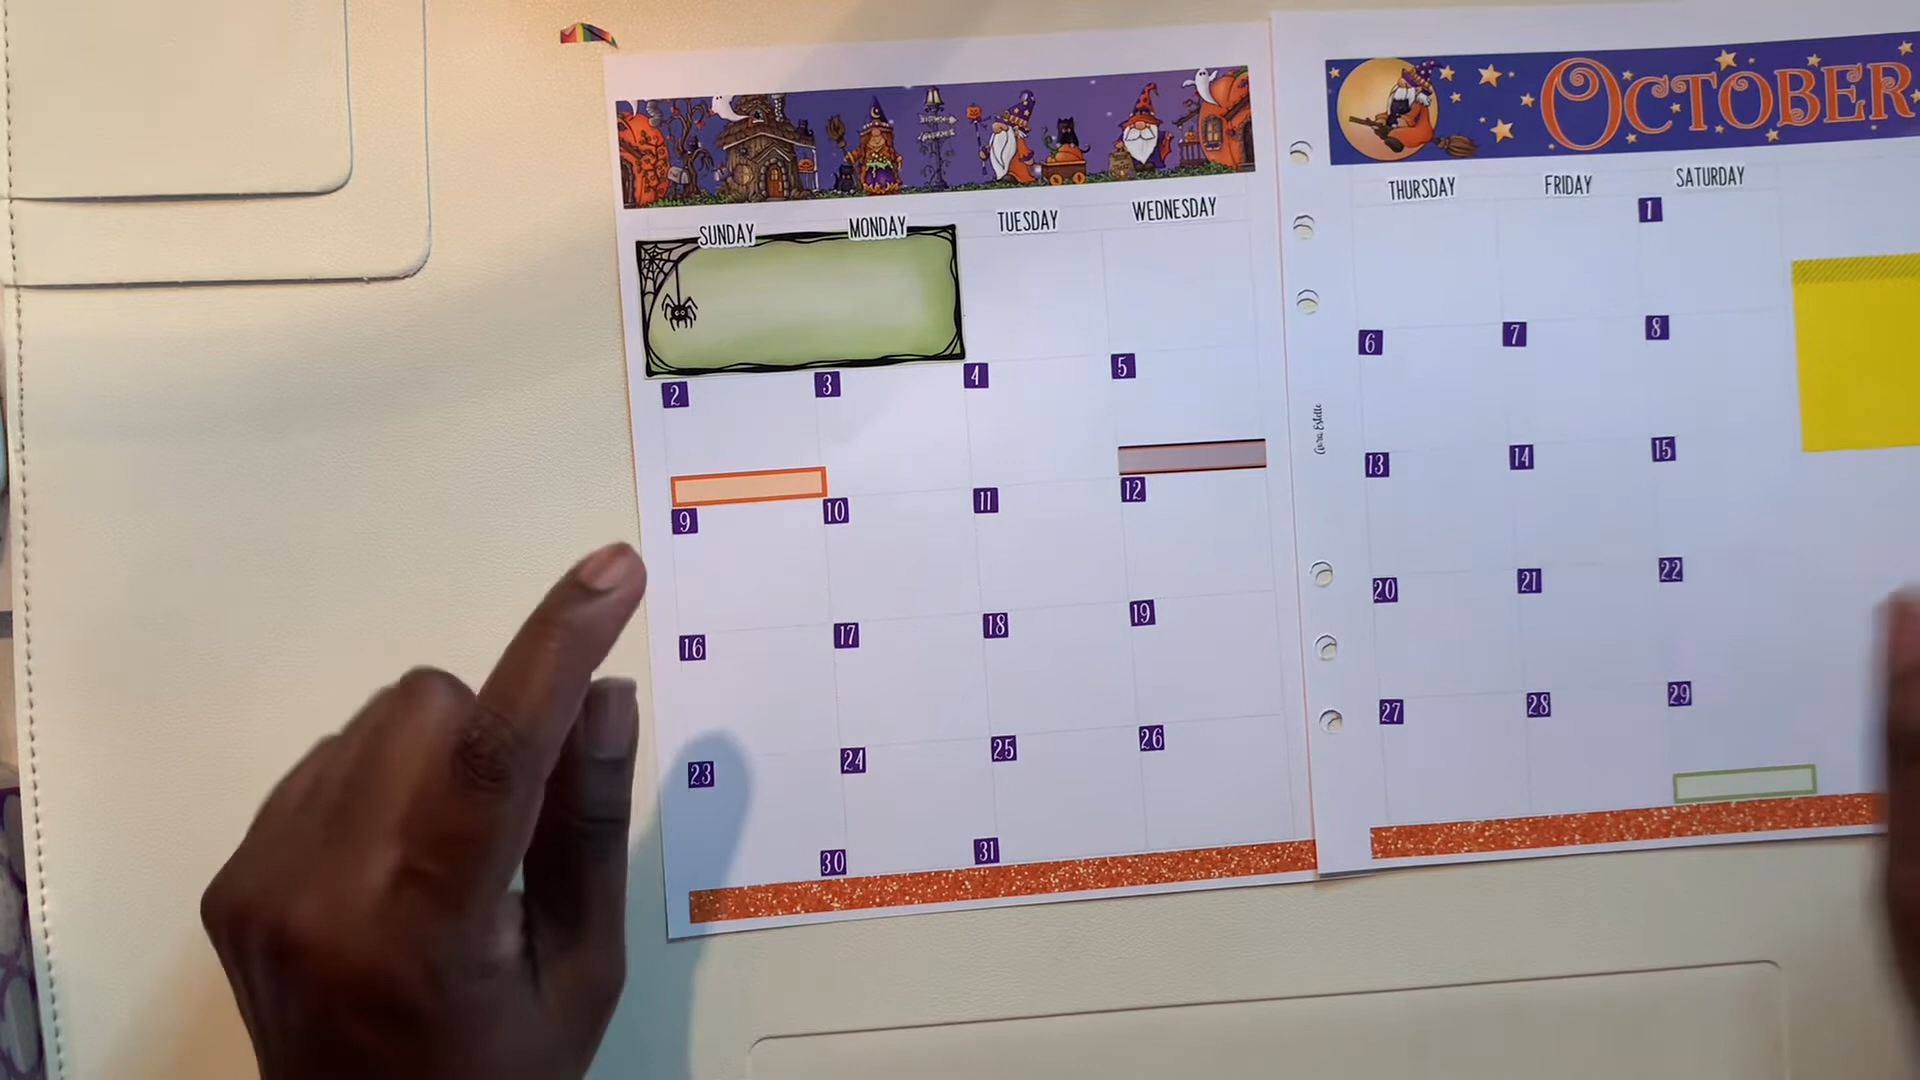 OCTOBER
SUNDAY MONDAY TUESDAY WEDNESDAY THURSDAY FRIDAY SATURDAY
1
2 3 4 5 6 7 8
9 10 11 12 13 14 15
16 17 18 19 20 21 22
23 24 25 26 27 28 29
30 31